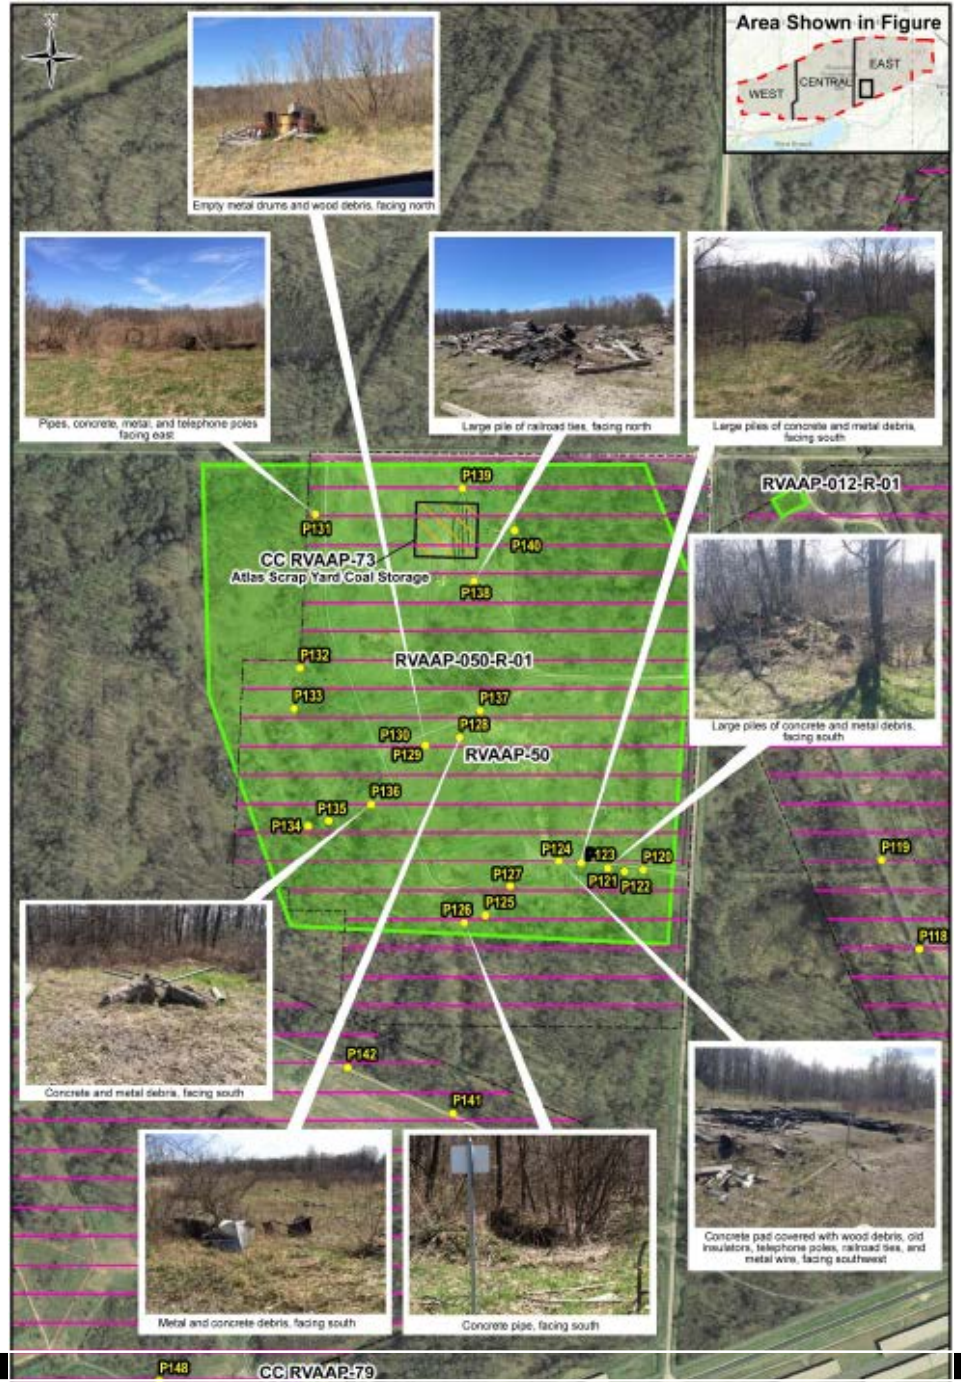 N
Area Shown in Figure
WEST
CENTRAL
EAST
Empty metal drums and wood debris, facing north
Pipes, concrete, metal, and telephone poles
facing east
Large pile of railroad ties, facing north
Large piles of concrete and metal debris,
facing south
RVAAP-012-R-01
P139
P131
P140
CC RVAAP-73
Atlas Scrap Yard Coal Storage
P138
P132
RVAAP-050-R-01
P133
P137
P128
P130
P129
RVAAP-50
Large piles of concrete and metal debris,
facing south
P136
P135
P134
P124
P123
P120
P121
P122
P119
P127
P125
P126
P118
Concrete and metal debris, facing south
P142
P141
Metal and concrete debris, facing south
Concrete pipe, facing south
Concrete pad covered with wood debris, old
insulators, telephone poles, railroad ties, and
metal wire, facing southwest
P148
CC RVAAP-79